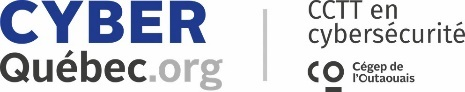 CYBER
Québec.org
CCTT en
cybersécurité
Cégep de
l'Outaouais